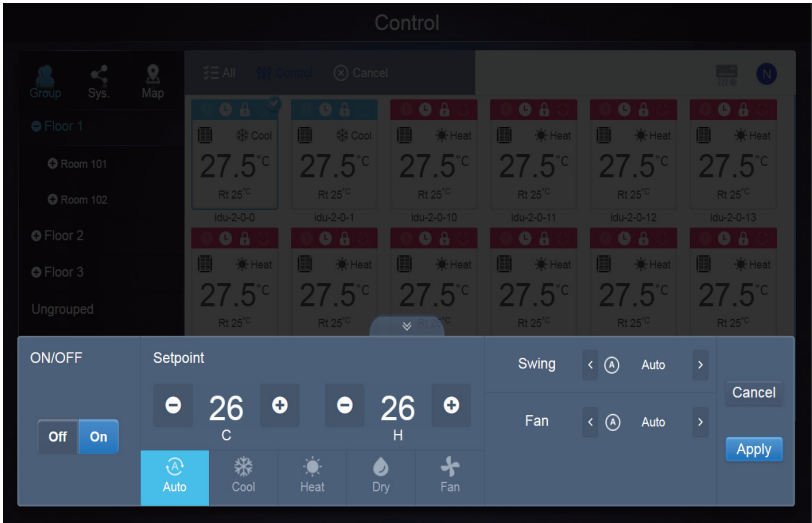 Control
Group Sys. Map
All Control Cancel
N
Floor 1
Room 101
Room 102
Floor 2
Floor 3
Ungrouped
Cool Cool Heat Heat Heat Heat
27.5°C 27.5°C 27.5°C 27.5°C 27.5°C 27.5°C
Rt 25°C Rt 25°C Rt 25°C Rt 25°C Rt 25°C Rt 25°C
idu-2-0-0 idu-2-0-1 idu-2-0-10 idu-2-0-11 idu-2-0-12 idu-2-0-13
Heat Heat Heat Heat Heat Heat
27.5°C 27.5°C 27.5°C 27.5°C 27.5°C 27.5°C
Rt 25°C Rt 25°C Rt 25°C Rt 25°C Rt 25°C Rt 25°C
ON/OFF
Off On
Setpoint
26 26
C H
A
Auto Cool Heat Dry Fan
Swing A Auto
Fan A Auto
Cancel
Apply